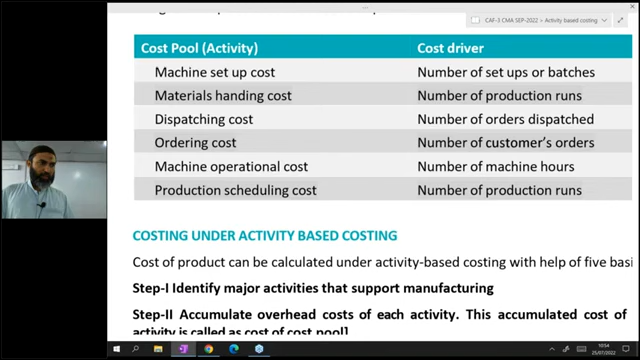 CAF-3 CMA SEP-2022 > Activity based costing
Cost Pool (Activity) Cost driver
Machine set up cost Number of set ups or batches
Materials handing cost Number of production runs
Dispatching cost Number of orders dispatched
Ordering cost Number of customer's orders
Machine operational cost Number of machine hours
Production scheduling cost Number of production runs
COSTING UNDER ACTIVITY BASED COSTING
Cost of product can be calculated under activity-based costing with help of five basi
Step-I Identify major activities that support manufacturing
Step-II Accumulate overhead costs of each activity. This accumulated cost of
activity is called as cost of cost pool]
10:54
25/07/2022